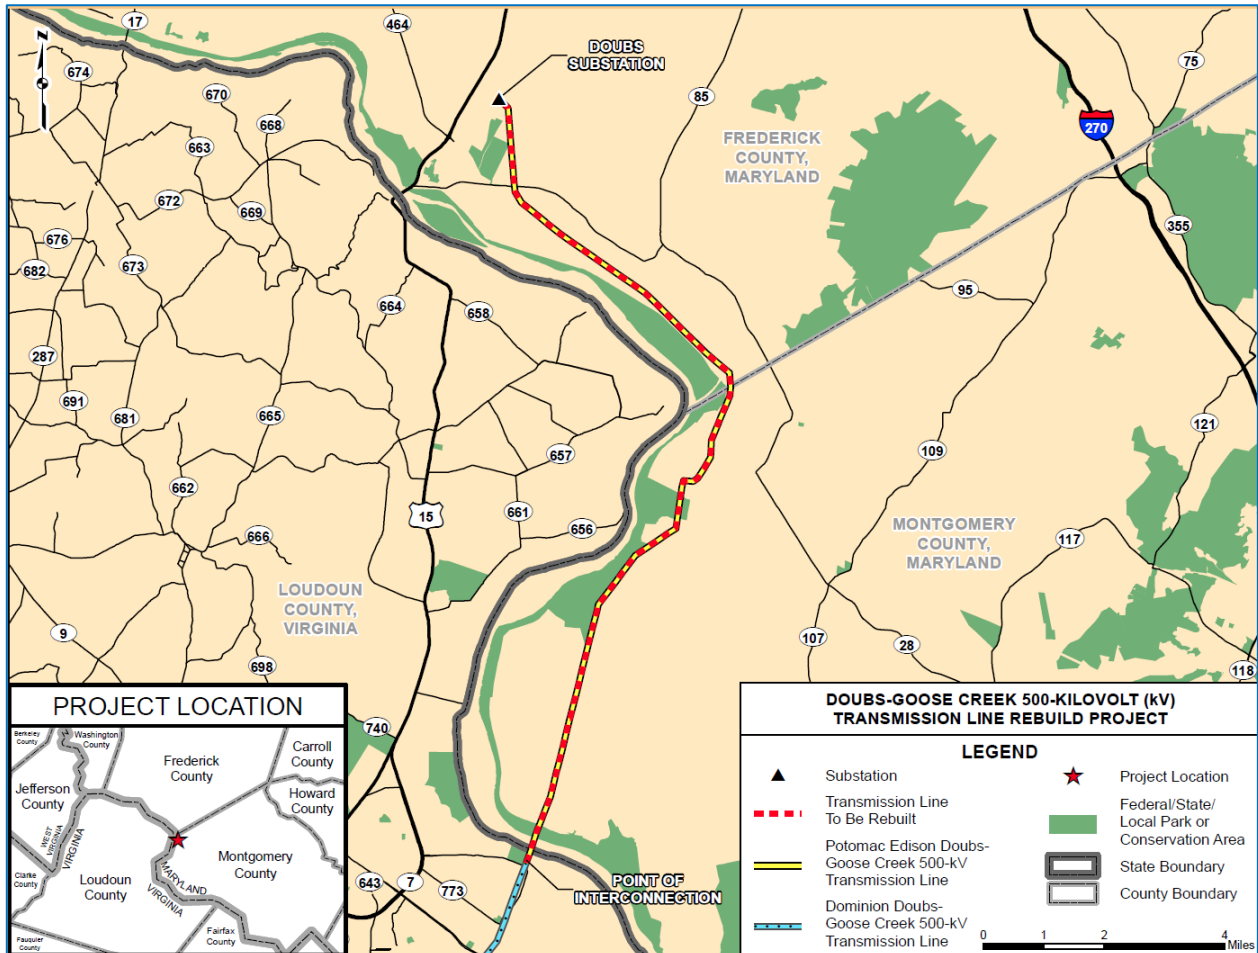 17
464
75
DOUBS
SUBSTATION
N
674
670
85
668
FREDERICK
COUNTY,
MARYLAND
270
663
672
669
355
676
673
682
664
95
658
287
691
681
665
121
657
109
662
661
15
656
MONTGOMERY
COUNTY,
MARYLAND
666
117
LOUDOUN
COUNTY,
VIRGINIA
9
107
28
698
118
740
643
7
773
POINT OF
INTERCONNECTION
PROJECT LOCATION
Berkeley
County
Washington
County
Frederick
County
Carroll
County
Jefferson
County
Howard
County
WEST
VIRGINIA
VIRGINIA
Montgomery
County
Clarke
County
Loudoun
County
MARYLAND
VIRGINIA
Fairfax
County
Fauquier
County
DOUBS-GOOSE CREEK 500-KILOVOLT (kV)
TRANSMISSION LINE REBUILD PROJECT
LEGEND
Substation
Transmission Line
To Be Rebuilt
Potomac Edison Doubs-
Goose Creek 500-kV
Transmission Line
Dominion Doubs-
Goose Creek 500-kV
Transmission Line
Project Location
Federal/State/
Local Park or
Conservation Area
State Boundary
County Boundary
0 1 2 4
Miles